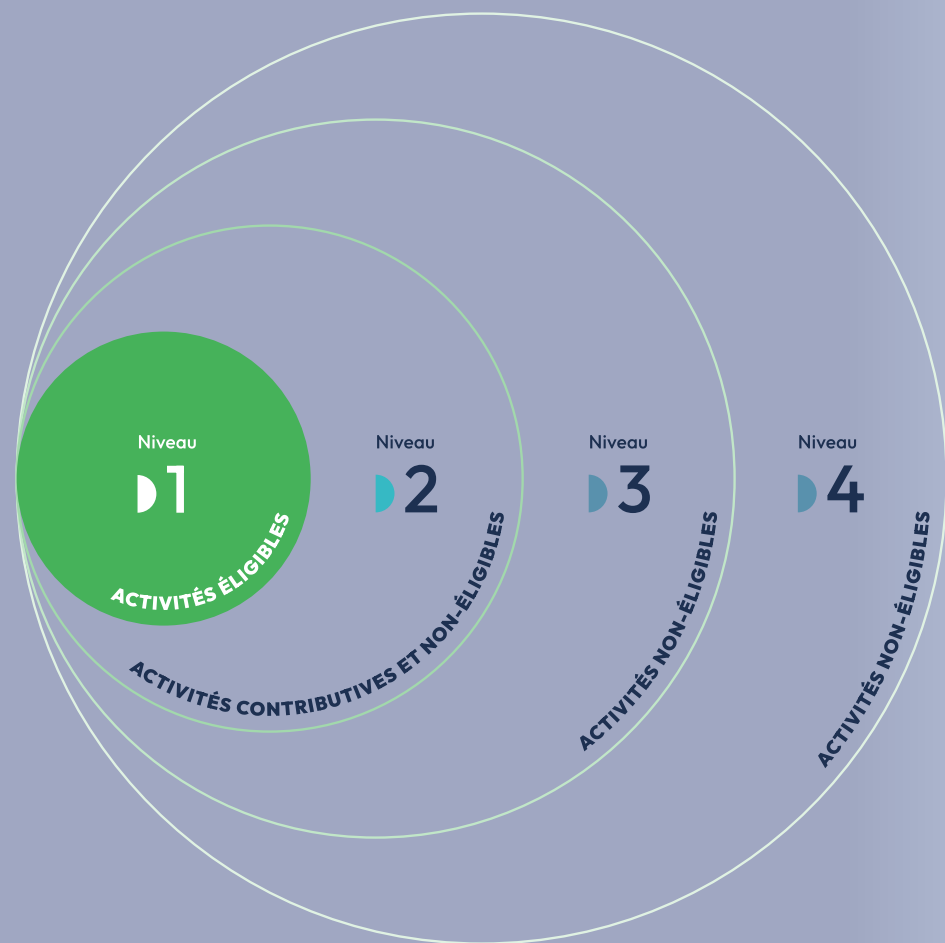 Niveau
1
ACTIVITÉS ÉLIGIBLES
Niveau
2
ACTIVITÉS CONTRIBUTIVES ET NON-ÉLIGIBLES
Niveau
3
ACTIVITÉS NON-ÉLIGIBLES
Niveau
4
ACTIVITÉS NON-ÉLIGIBLES